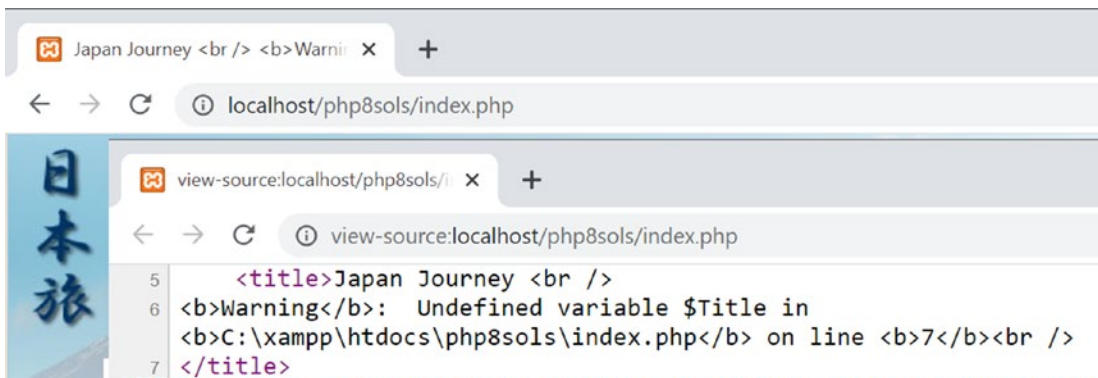 Japan Journey <br /> <b>Warnin
localhost/php8sols/index.php
日
本
旅
view-source:localhost/php8sols/i
view-source:localhost/php8sols/index.php
5 <title>Japan Journey <br />
6 <b>Warning</b>:  Undefined variable $Title in
<b>C:\xampp\htdocs\php8sols\index.php</b> on line <b>7</b><br />
7 </title>